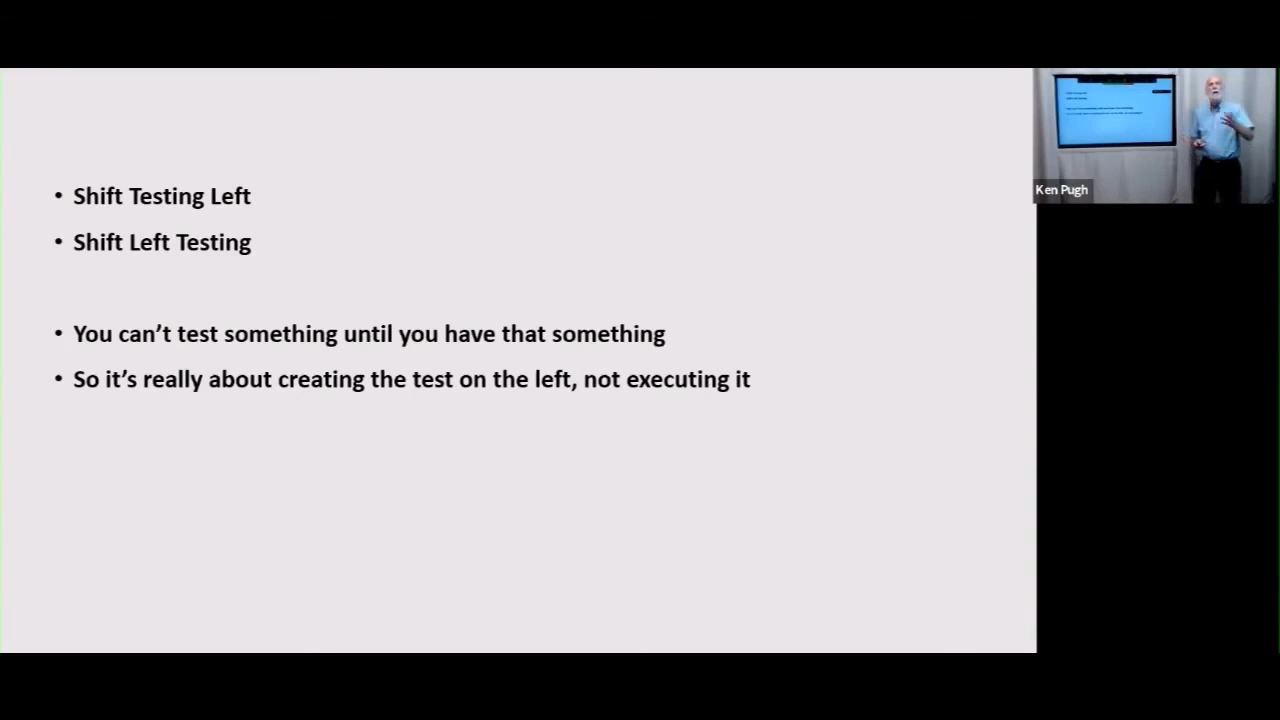 • Shift Testing Left
• Shift Left Testing
• You can’t test something until you have that something
• So it’s really about creating the test on the left, not executing it
Ken Pugh